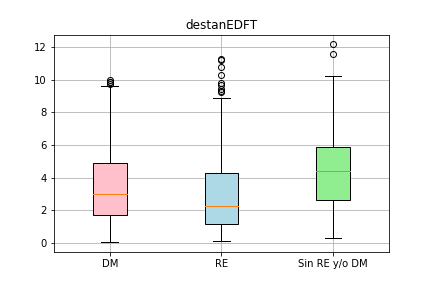 destanEDFT
12
10
8
6
4
2
0
DM
RE
Sin RE y/o DM